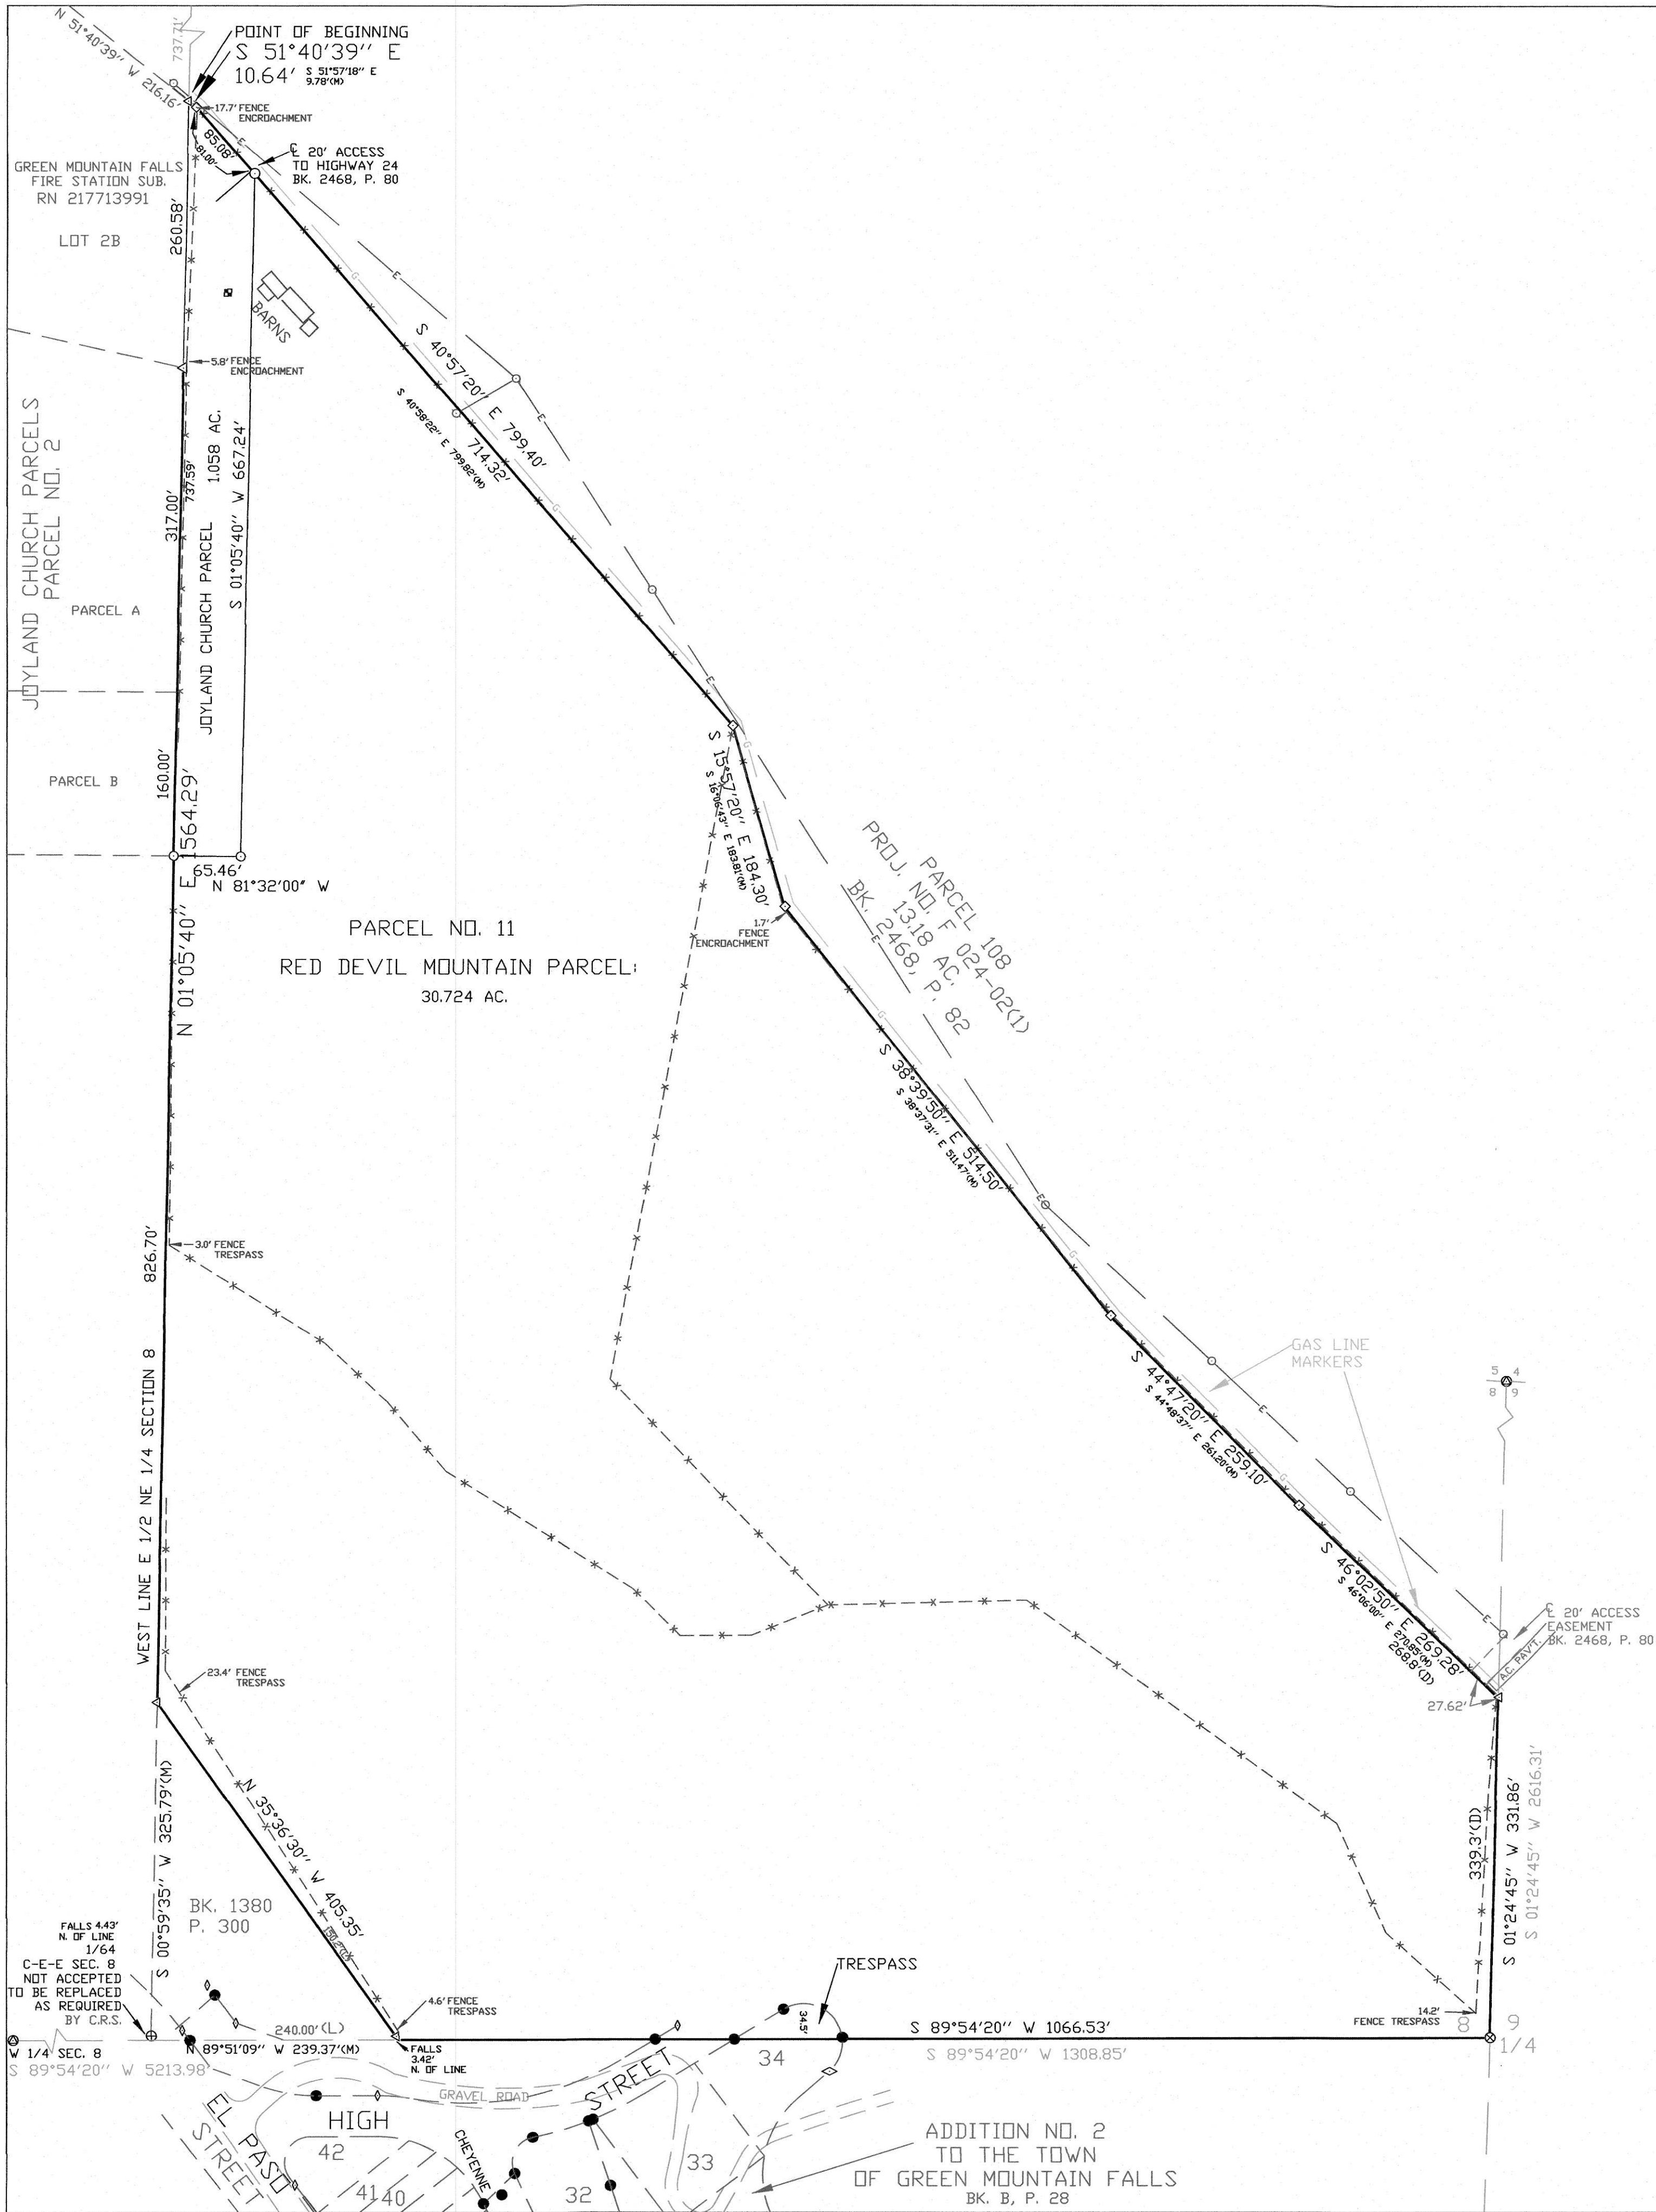 N 51°40'39'' W 216.16'
737.71'
POINT OF BEGINNING
S 51°40'39'' E
10.64' S 51°57'18'' E
9.78'(M)
17.7' FENCE
ENCROACHMENT
85.08'
81.00'
℄ 20' ACCESS
TO HIGHWAY 24
BK. 2468, P. 80
GREEN MOUNTAIN FALLS
FIRE STATION SUB.
RN 217713991
LOT 2B
260.58'
BARNS
5.8' FENCE
ENCROACHMENT
S 40°57'20'' E 799.40'
714.32'
S 40°58'22'' E 799.82'(M)
JOYLAND CHURCH PARCELS
PARCEL NO. 2
317.00'
737.59'
JOYLAND CHURCH PARCEL 1.058 AC.
S 01°05'40'' W 667.24'
PARCEL A
PARCEL B
160.00'
65.46'
N 81°32'00" W
N 01°05'40'' E 1564.29'
S 15°57'20'' E 184.30'
S 16°06'43'' E 183.81'(M)
1.7'
FENCE
ENCROACHMENT
PARCEL NO. 11
RED DEVIL MOUNTAIN PARCEL:
30.724 AC.
PARCEL 108
PROJ. NO. F 024-02(1)
13.18 AC.
BK. 2468, P. 82
S 38°39'50'' E 514.50'
S 38°37'31'' E 511.47'(M)
826.70'
3.0' FENCE
TRESPASS
WEST LINE E 1/2 NE 1/4 SECTION 8
GAS LINE
MARKERS
5 4
8 9
S 44°47'20'' E 259.10'
S 44°48'37'' E 261.20'(M)
S 46°02'50'' E 269.28'
S 46°06'00'' E 270.85'(M)
268.8'(D)
℄ 20' ACCESS
EASEMENT
BK. 2468, P. 80
A.C. PAV'T.
27.62'
23.4' FENCE
TRESPASS
S 00°59'35'' W 325.79'(M)
N 35°36'30'' W 405.35'
BK. 1380
P. 300
339.3'(D)
S 01°24'45'' W 331.86'
S 01°24'45'' W 2616.31'
FALLS 4.43'
N. OF LINE
1/64
C-E-E SEC. 8
NOT ACCEPTED
TO BE REPLACED
AS REQUIRED
BY C.R.S.
4.6' FENCE
TRESPASS
TRESPASS
34.5'
14.2'
FENCE TRESPASS
8 9
1/4
240.00'(L)
N 89°51'09'' W 239.37'(M)
FALLS
3.42'
N. OF LINE
S 89°54'20'' W 1066.53'
S 89°54'20'' W 1308.85'
W 1/4 SEC. 8
S 89°54'20'' W 5213.98'
GRAVEL ROAD
HIGH STREET
EL PASO
STREET
CHEYENNE
34
42
41
40
32
33
ADDITION NO. 2
TO THE TOWN
OF GREEN MOUNTAIN FALLS
BK. B, P. 28